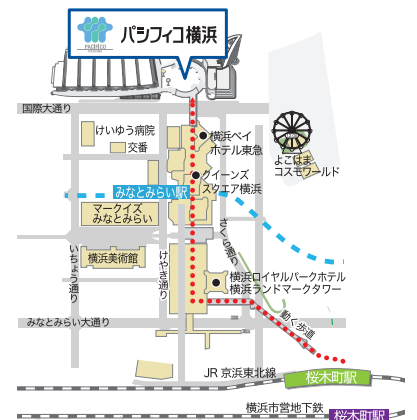 PACIFICO
パシフィコ横浜
国際大通り
けいゆう病院
交番
横浜ベイ
ホテル東急
よこはま
コスモワールド
クイーンズ
スクエア横浜
みなとみらい駅
マークイズ
みなとみらい
さくら通り
いちょう通り
横浜美術館
けやき通り
横浜ロイヤルパークホテル
横浜ランドマークタワー
みなとみらい大通り
動く歩道
JR 京浜東北線
桜木町駅
横浜市営地下鉄
桜木町駅